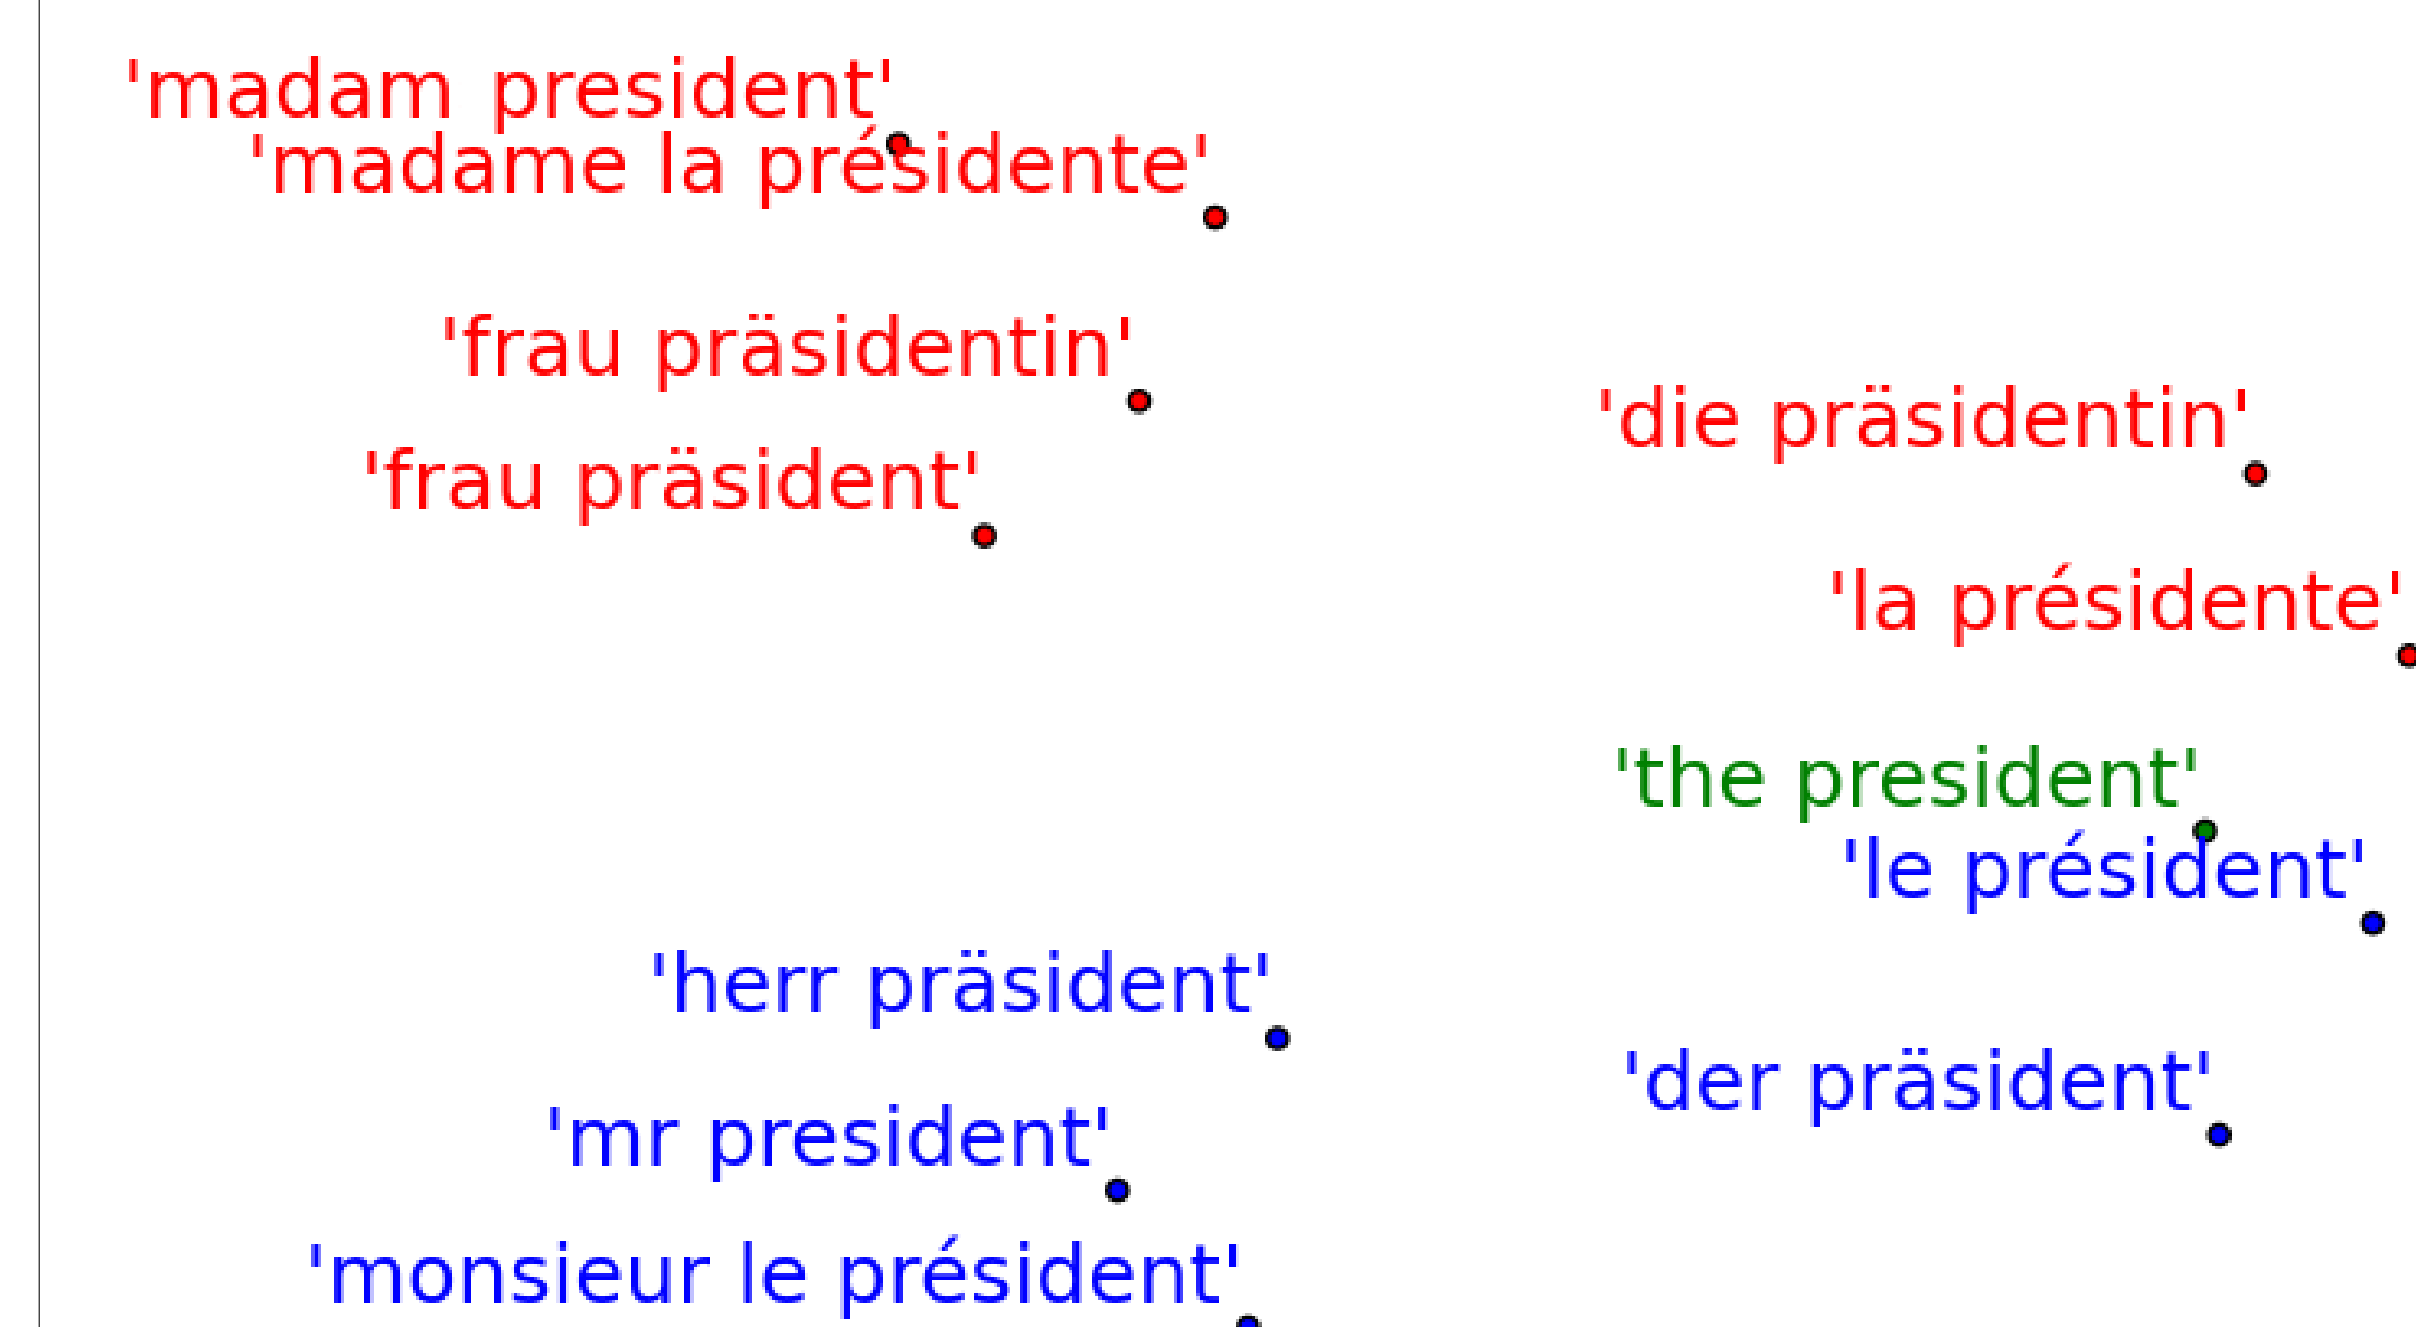 'madam president'
'madame la présidente'
'frau präsidentin'
'die präsidentin'
'frau präsident'
'la présidente'
'the president'
'le président'
'herr präsident'
'der präsident'
'mr president'
'monsieur le président'